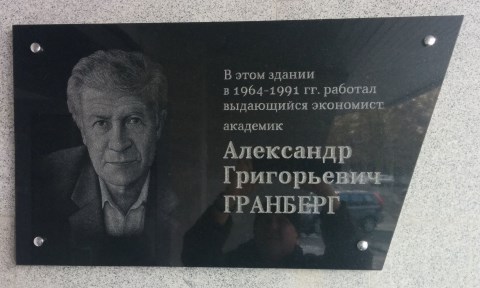 В этом здании
в 1964-1991 гг. работал
выдающийся экономист
академик
Александр
Григорьевич
ГРАНБЕРГ